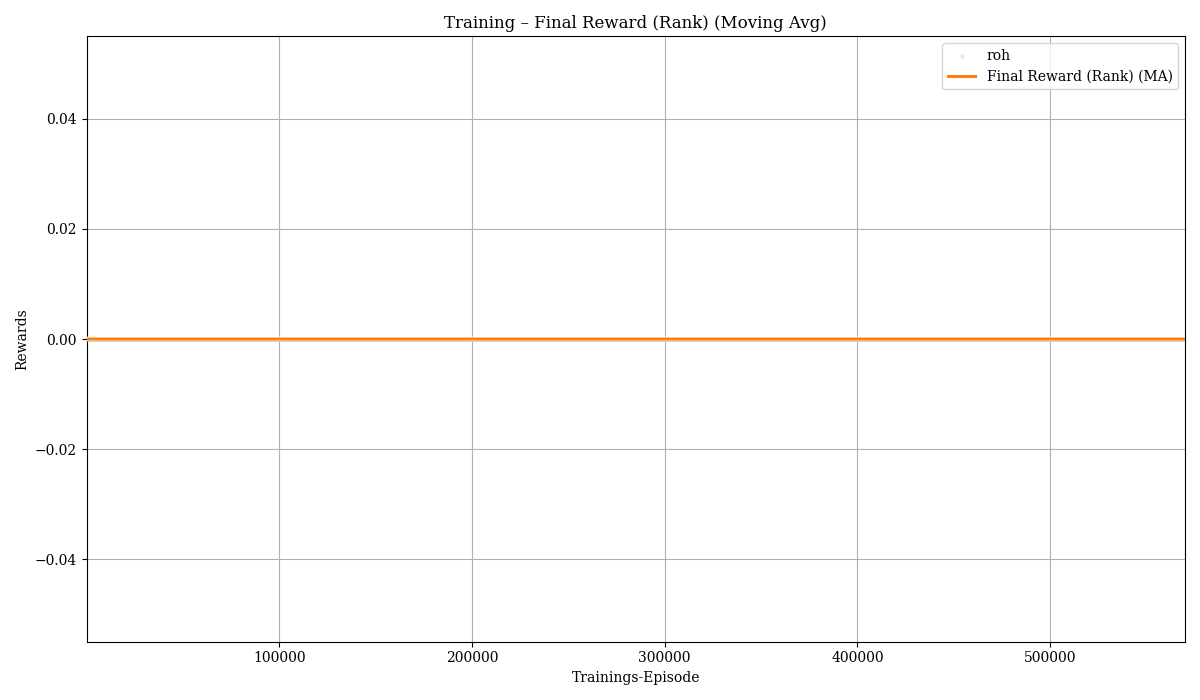 Training – Final Reward (Rank) (Moving Avg)
roh
Final Reward (Rank) (MA)
0.04
0.02
0.00
−0.02
−0.04
Rewards
100000 200000 300000 400000 500000
Trainings-Episode